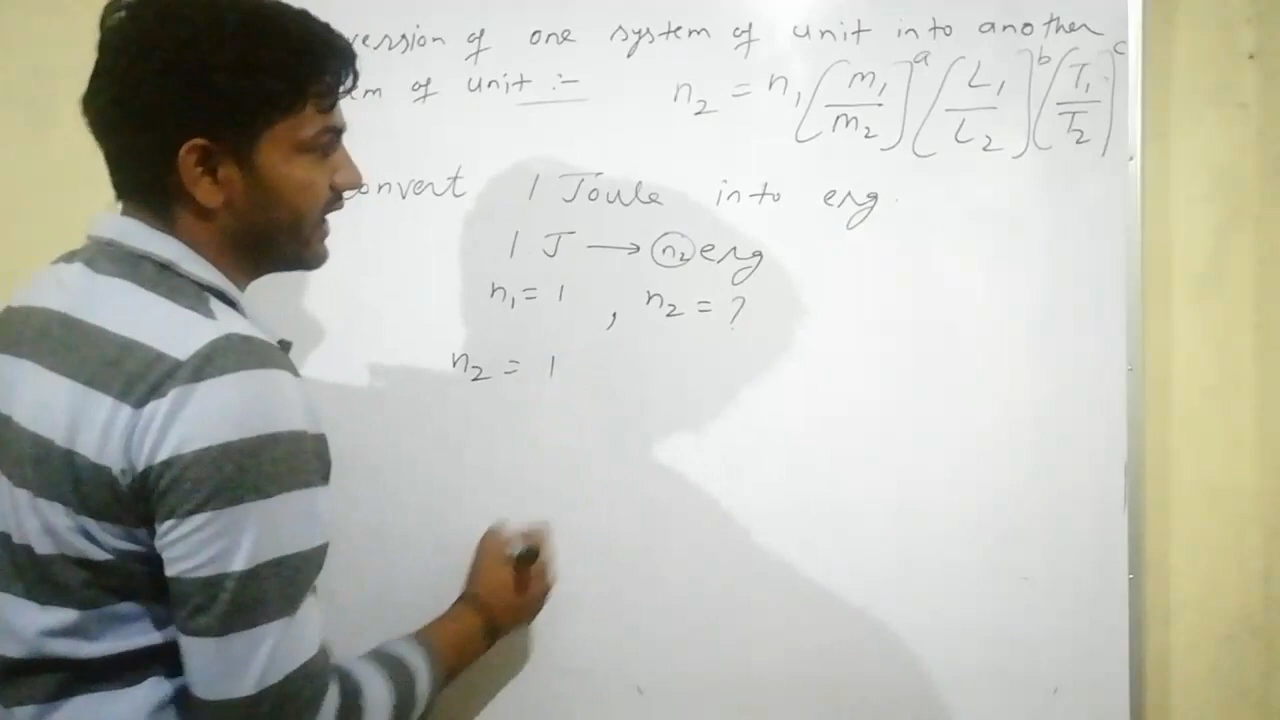 version of one system of unit into another
em of unit :-
n₂ = n₁ [m₁/m₂]ᵃ [L₁/L₂]ᵇ [T₁/T₂]ᶜ
convert 1 Joule into erg.
1 J → n₂ erg
n₁ = 1 , n₂ = ?
n₂ = 1